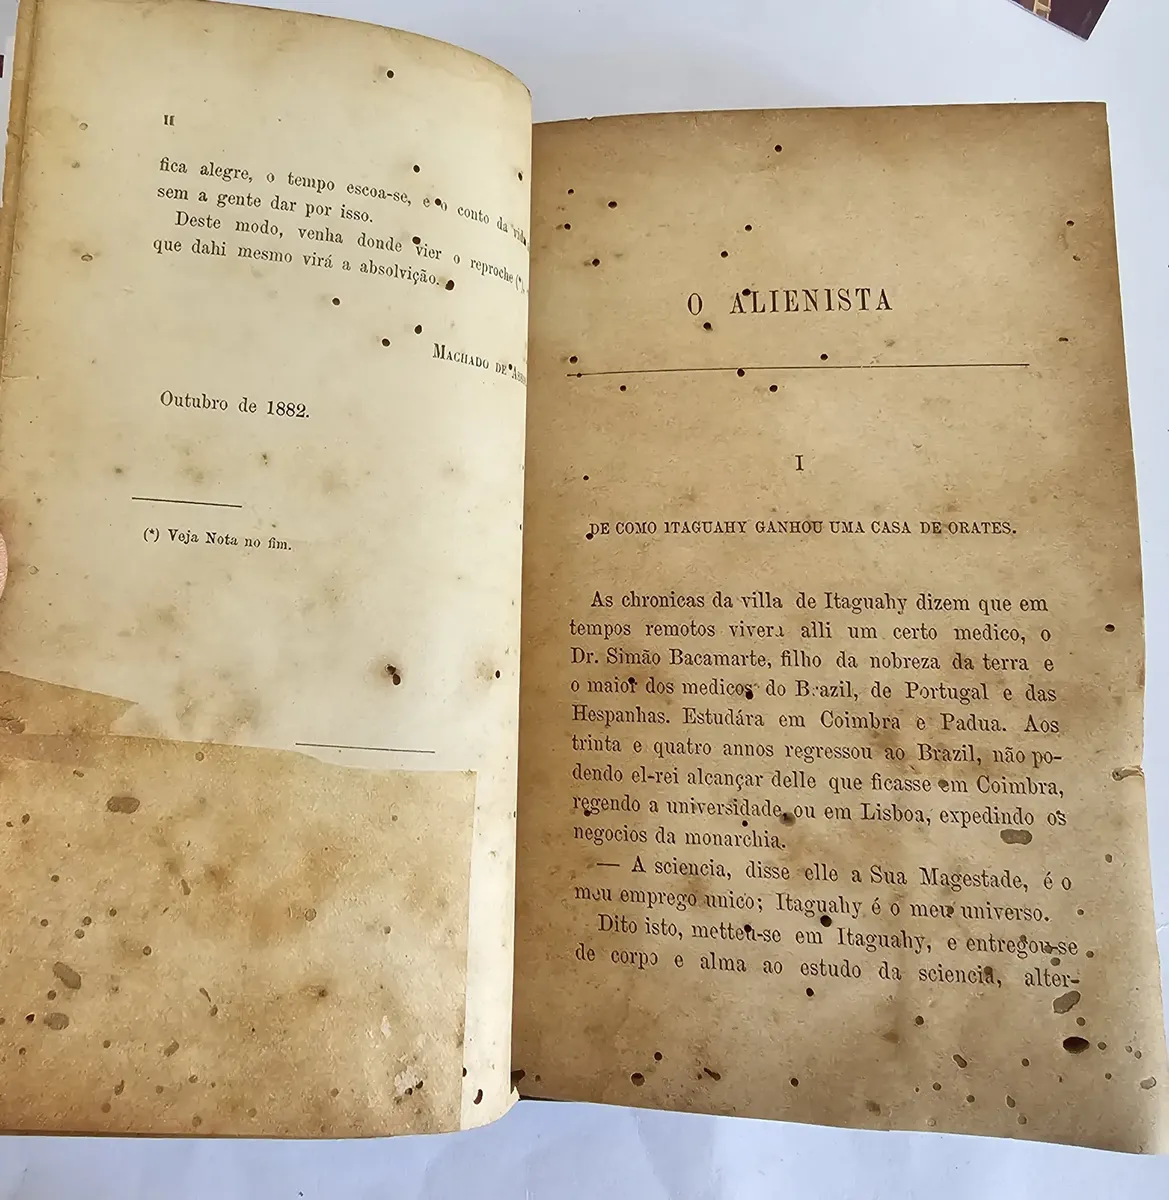 II
fica alegre, o tempo escoa-se, e o conto da vida
sem a gente dar por isso.
Deste modo, venha donde vier o reproche (*),
que dahi mesmo virá a absolvição.
MACHADO DE
Outubro de 1882.
(*) Veja Nota no fim.
O ALIENISTA
I
DE COMO ITAGUAHY GANHOU UMA CASA DE ORATES.
As chronicas da villa de Itaguahy dizem que em
tempos remotos vivera alli um certo medico, o
Dr. Simão Bacamarte, filho da nobreza da terra e
o maior dos medicos do Brazil, de Portugal e das
Hespanhas. Estudára em Coimbra e Padua. Aos
trinta e quatro annos regressou ao Brazil, não po-
dendo el-rei alcançar delle que ficasse em Coimbra,
regendo a universidade, ou em Lisboa, expedindo os
negocios da monarchia.
— A sciencia, disse elle a Sua Magestade, é o
meu emprego unico; Itaguahy é o meu universo.
Dito isto, metteu-se em Itaguahy, e entregou-se
de corpo e alma ao estudo da sciencia, alter-